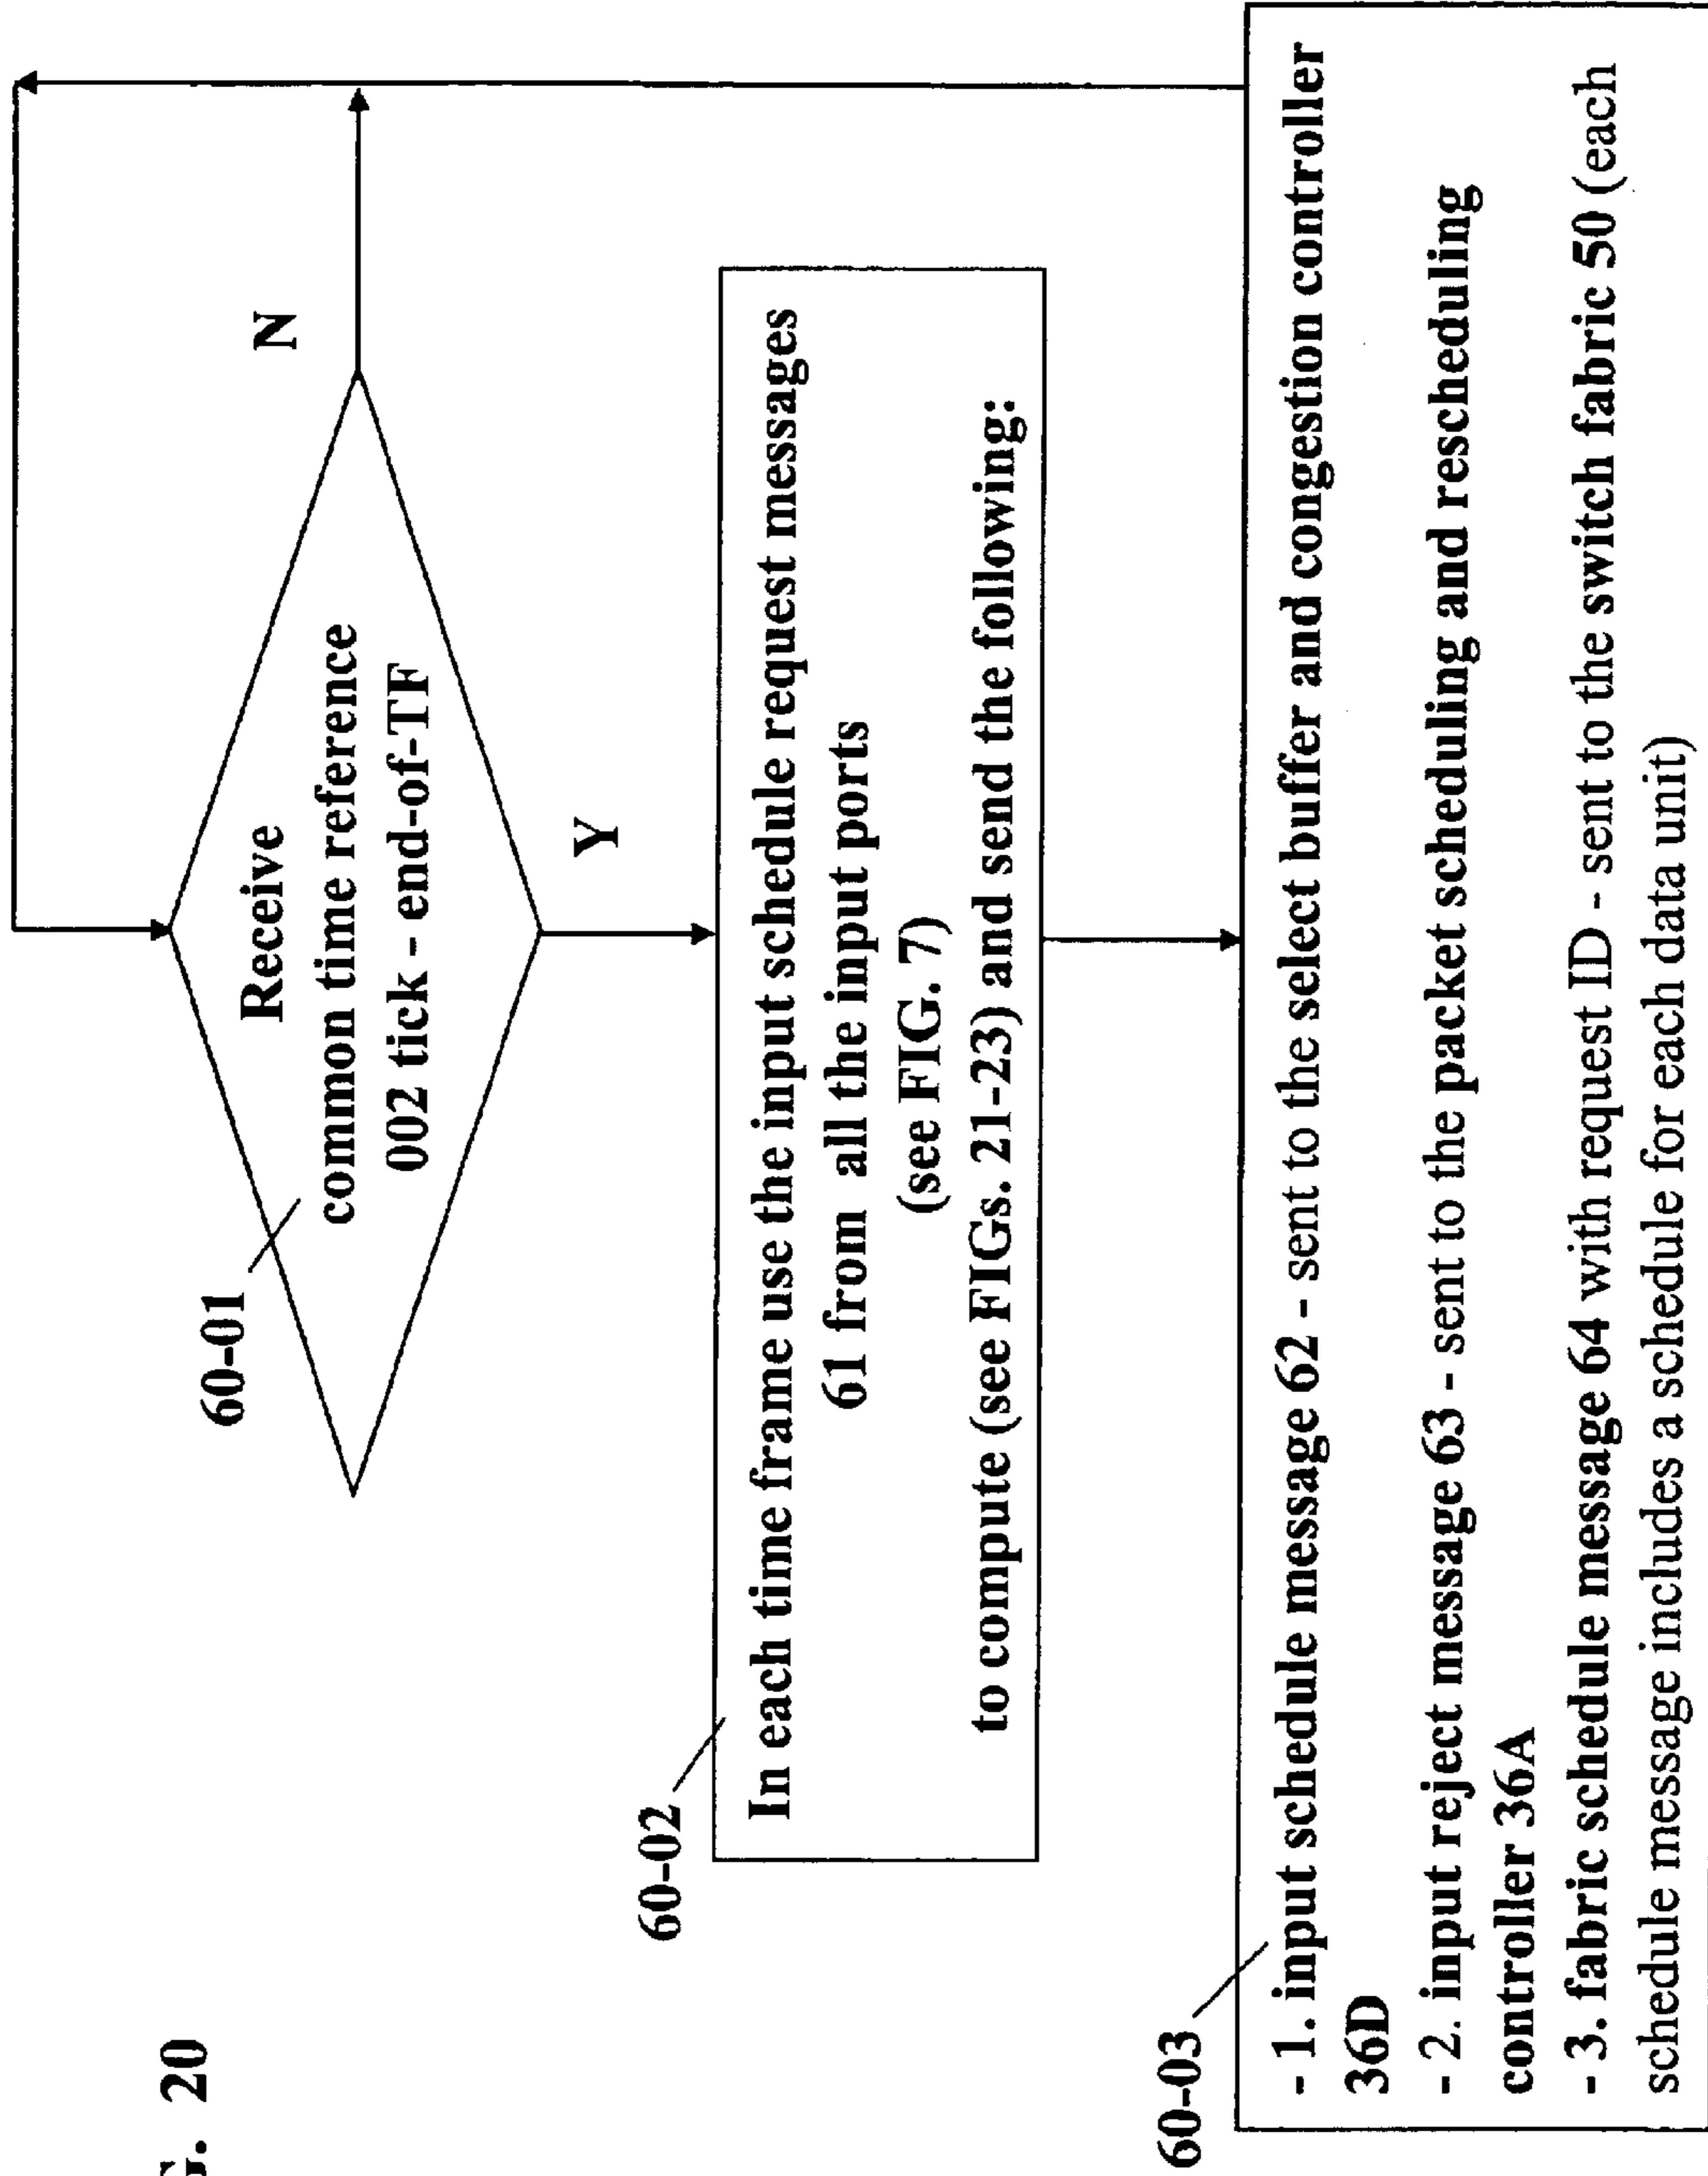 G. 20
60-01
Receive
common time reference
002 tick - end-of-TF
N
Y
60-02
In each time frame use the input schedule request messages
61 from all the input ports
(see FIG. 7)
to compute (see FIGs. 21-23) and send the following:
60-03
- 1. input schedule message 62 - sent to the select buffer and congestion controller
36D
- 2. input reject message 63 - sent to the packet scheduling and rescheduling
controller 36A
- 3. fabric schedule message 64 with request ID - sent to the switch fabric 50 (each
schedule message includes a schedule for each data unit)